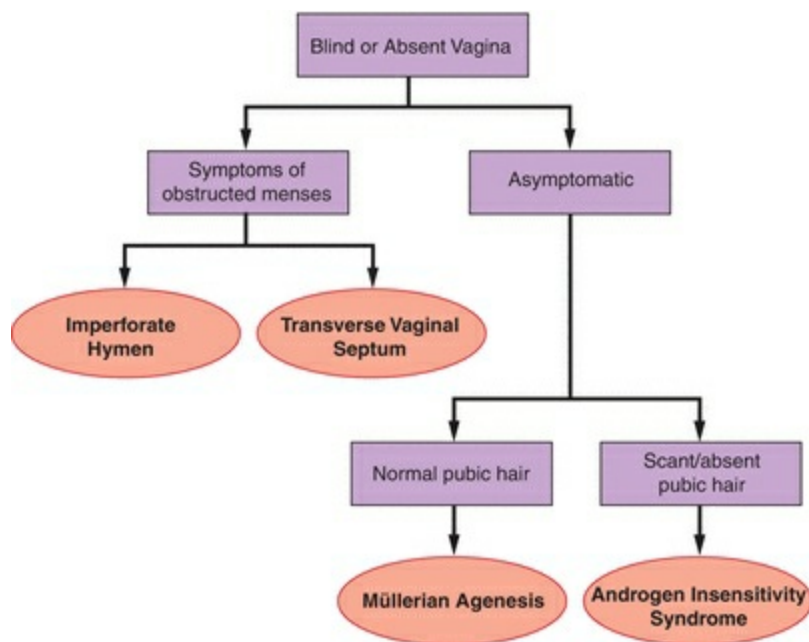 Blind or Absent Vagina
Symptoms of
obstructed menses
Asymptomatic
Imperforate
Hymen
Transverse Vaginal
Septum
Normal pubic hair
Scant/absent
pubic hair
Müllerian Agenesis
Androgen Insensitivity
Syndrome